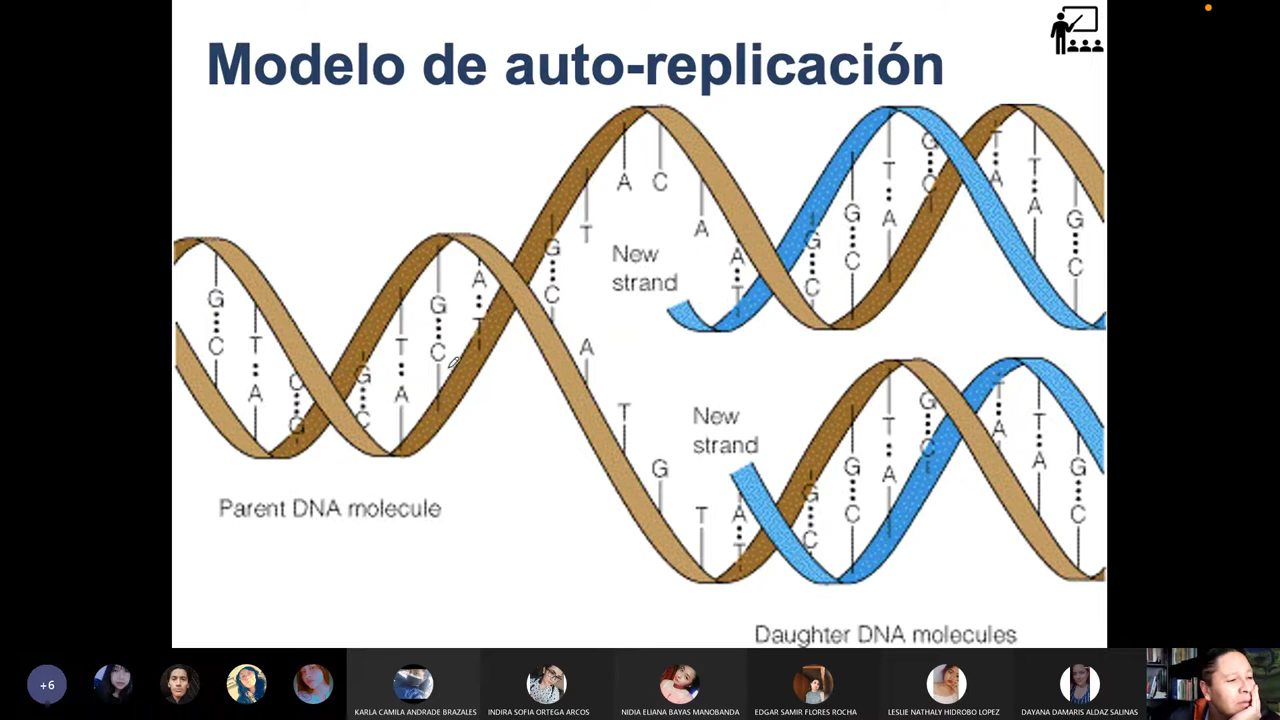 Modelo de auto-replicación
A C
T A
G C
New
strand
A T
G C
G C
T A
G C
T A
T A
G C
G C
T A
C G
G C
T A
G C
A T
A
T
G
T
New
strand
A T
G C
G C
T A
G C
T A
T A
G C
Parent DNA molecule
Daughter DNA molecules
+6
KARLA CAMILA ANDRADE BRAZALES
INDIRA SOFIA ORTEGA ARCOS
NIDIA ELIANA BAYAS MANOBANDA
EDGAR SAMIR FLORES ROCHA
LESLIE NATHALY HIDROBO LOPEZ
DAYANA DAMARIS ALDAZ SALINAS